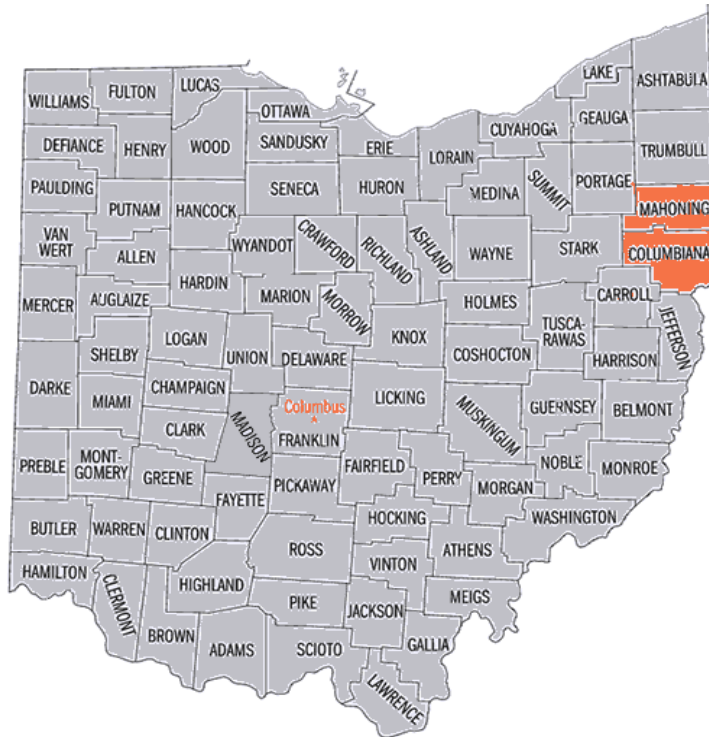 LAKE
ASHTABULA
LUCAS
FULTON
WILLIAMS
OTTAWA
GEAUGA
CUYAHOGA
DEFIANCE
HENRY
WOOD
SANDUSKY
ERIE
LORAIN
TRUMBULL
PAULDING
SENECA
HURON
MEDINA
SUMMIT
PORTAGE
MAHONING
PUTNAM
HANCOCK
VAN
WERT
ALLEN
WYANDOT
CRAWFORD
RICHLAND
ASHLAND
WAYNE
STARK
COLUMBIANA
HARDIN
MERCER
AUGLAIZE
MARION
MORROW
HOLMES
CARROLL
JEFFERSON
LOGAN
UNION
KNOX
TUSCA-
RAWAS
SHELBY
DELAWARE
COSHOCTON
HARRISON
DARKE
MIAMI
CHAMPAIGN
LICKING
Columbus
MUSKINGUM
GUERNSEY
BELMONT
CLARK
MADISON
FRANKLIN
PREBLE
MONT-
GOMERY
GREENE
FAIRFIELD
PERRY
NOBLE
MONROE
FAYETTE
PICKAWAY
MORGAN
BUTLER
WARREN
CLINTON
HOCKING
WASHINGTON
ROSS
ATHENS
HAMILTON
CLERMONT
HIGHLAND
VINTON
PIKE
JACKSON
MEIGS
BROWN
ADAMS
SCIOTO
GALLIA
LAWRENCE